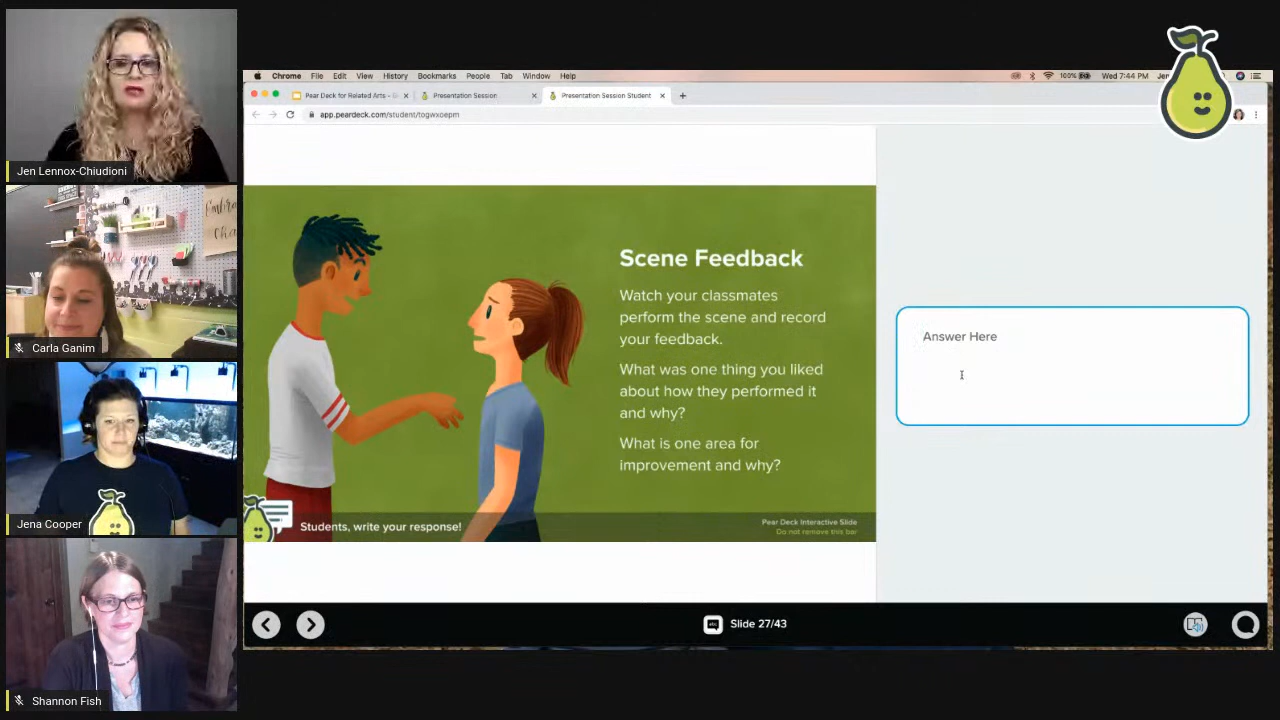 Jen Lennox-Chiudioni
Carla Ganim
Jena Cooper
Shannon Fish
Chrome File Edit View History Bookmarks People Tab Window Help
100% Wed 7:44 PM Jen
Pear Deck for Related Arts -
Presentation Session
Presentation Session Student
app.peardeck.com/student/togwxoepm
Scene Feedback
Watch your classmates
perform the scene and record
your feedback.
What was one thing you liked
about how they performed it
and why?
What is one area for
improvement and why?
Students, write your response!
Pear Deck Interactive Slide
Do not remove this bar
Answer Here
Slide 27/43